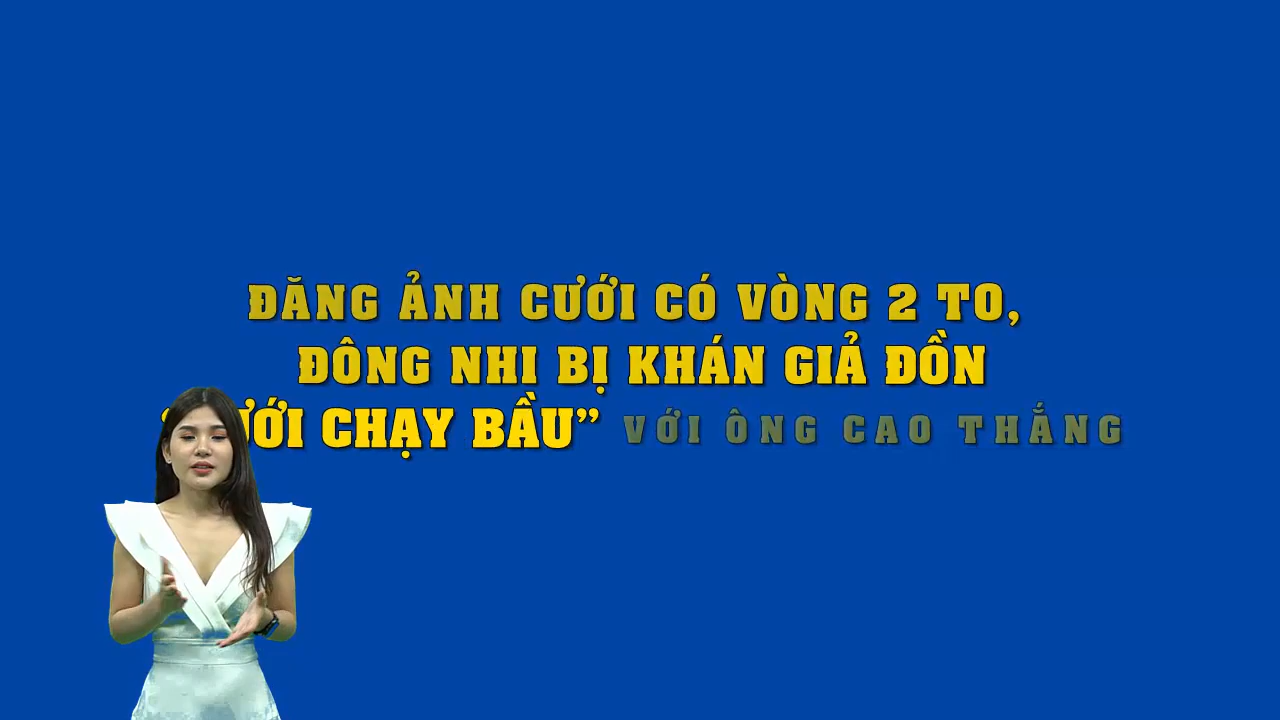 ĐĂNG ẢNH CƯỚI CÓ VÒNG 2 TO,
ĐÔNG NHI BỊ KHÁN GIẢ ĐỒN
CHẠY BẦU” VỚI ÔNG CAO THẮNG